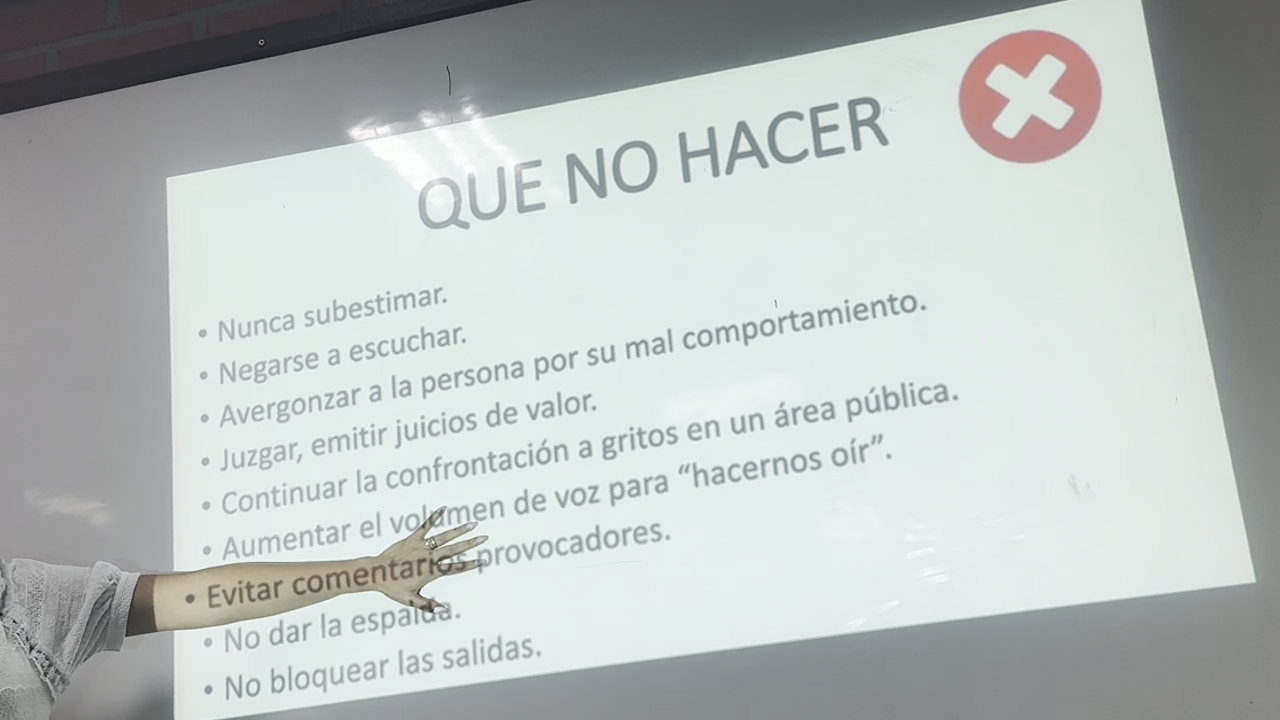 QUE NO HACER
• Nunca subestimar.
• Negarse a escuchar.
• Avergonzar a la persona por su mal comportamiento.
• Juzgar, emitir juicios de valor.
• Continuar la confrontación a gritos en un área pública.
• Aumentar el volumen de voz para “hacernos oír”.
• Evitar comentarios provocadores.
• No dar la espalda.
• No bloquear las salidas.